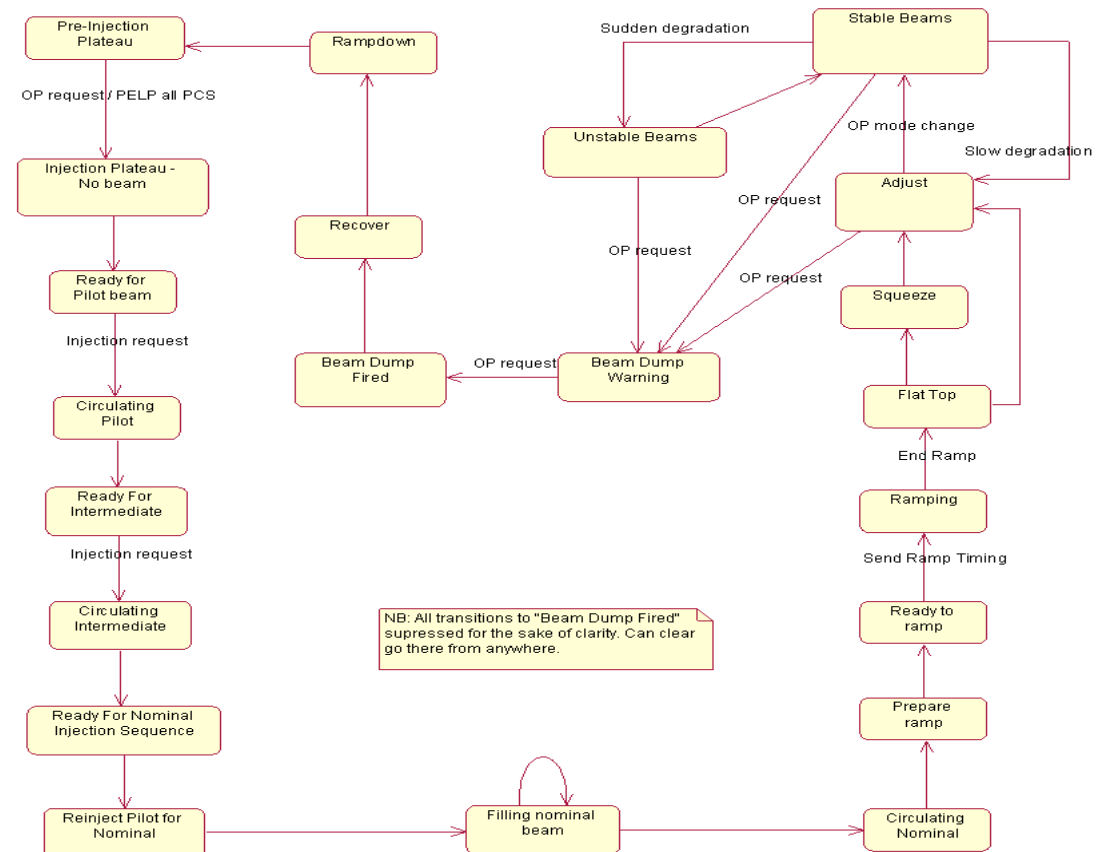 Pre-Injection
Plateau
Rampdown
Sudden degradation
Stable Beams
OP request / PELP all PCS
Unstable Beams
OP mode change
Slow degradation
Injection Plateau -
No beam
Adjust
OP request
Recover
OP request
OP request
Ready for
Pilot beam
Squeeze
Injection request
Beam Dump
Fired
OP request
Beam Dump
Warning
Flat Top
Circulating
Pilot
End Ramp
Ready For
Intermediate
Ramping
Injection request
Send Ramp Timing
Circulating
Intermediate
NB: All transitions to "Beam Dump Fired"
supressed for the sake of clarity. Can clear
go there from anywhere.
Ready to
ramp
Ready For Nominal
Injection Sequence
Prepare
ramp
Reinject Pilot for
Nominal
Filling nominal
beam
Circulating
Nominal